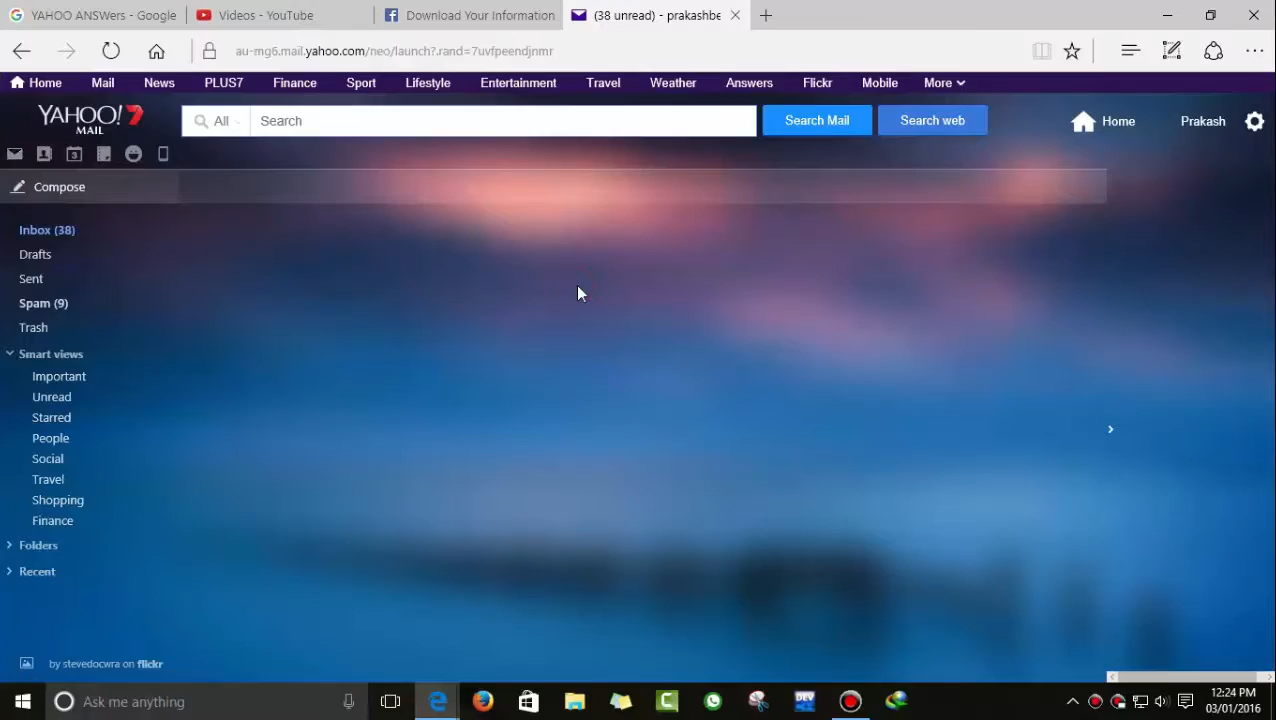 YAHOO ANSWers - Google
Videos - YouTube
Download Your Information
(38 unread) - prakashbe
au-mg6.mail.yahoo.com/neo/launch?.rand=7uvfpeendjnmr
Home Mail News PLUS7 Finance Sport Lifestyle Entertainment Travel Weather Answers Flickr Mobile More
YAHOO!7
MAIL
All Search Search Mail Search web Home Prakash
3
Compose
Inbox (38)
Drafts
Sent
Spam (9)
Trash
Smart views
Important
Unread
Starred
People
Social
Travel
Shopping
Finance
Folders
Recent
by stevedocwra on flickr
Ask me anything
DEV
12:24 PM
03/01/2016